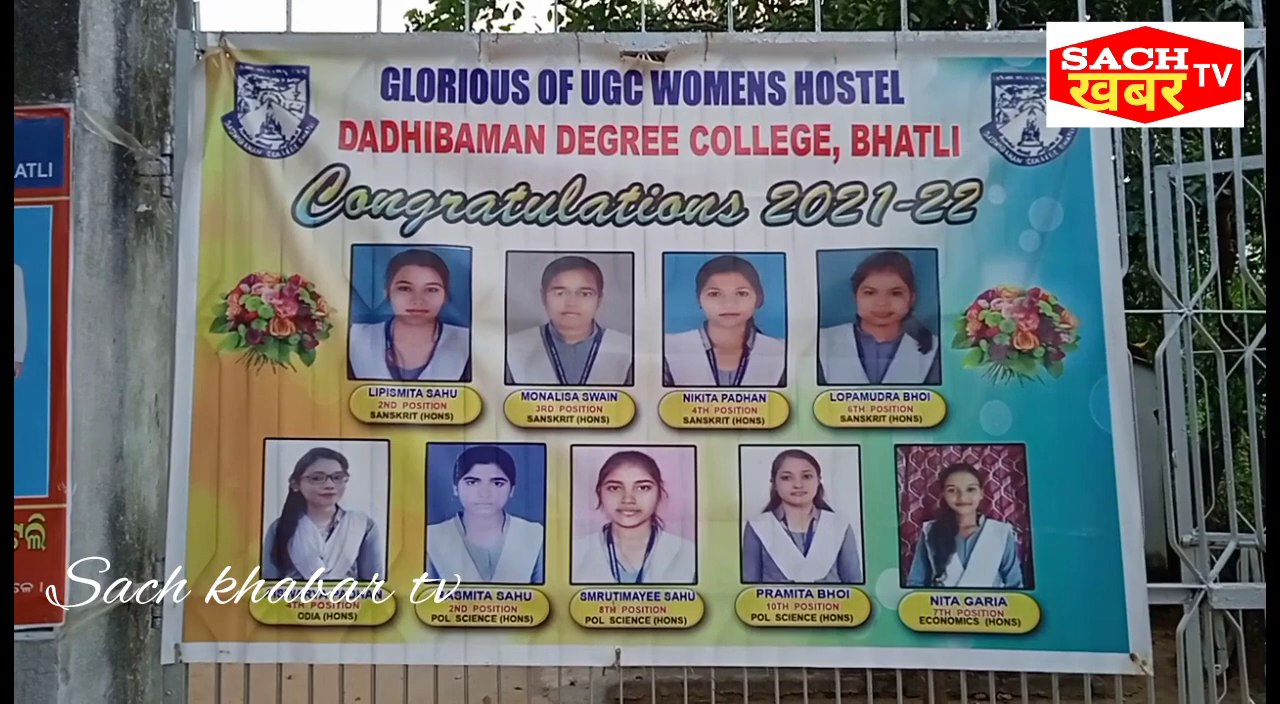 SACH
खबर TV
ATLI
GLORIOUS OF UGC WOMENS HOSTEL
DADHIBAMAN DEGREE COLLEGE, BHATLI
Congratulations 2021-22
LIPISMITA SAHU
2ND POSITION
SANSKRIT (HONS)
MONALISA SWAIN
3RD POSITION
SANSKRIT (HONS)
NIKITA PADHAN
4TH POSITION
SANSKRIT (HONS)
LOPAMUDRA BHOI
6TH POSITION
SANSKRIT (HONS)
4TH POSITION
ODIA (HONS)
SAHU
2ND POSITION
POL SCIENCE (HONS)
SMRUTIMAYEE SAHU
8TH POSITION
POL SCIENCE (HONS)
PRAMITA BHOI
10TH POSITION
POL SCIENCE (HONS)
NITA GARIA
7TH POSITION
ECONOMICS (HONS)
Sach khabar tv